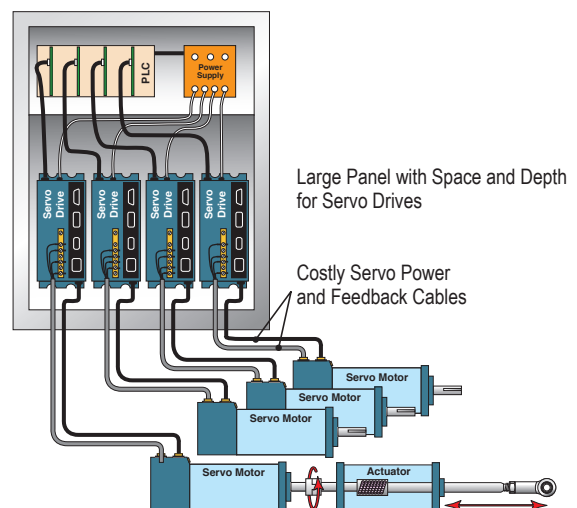 PLC
Power
Supply
Servo
Drive
Servo
Drive
Servo
Drive
Servo
Drive
Large Panel with Space and Depth
for Servo Drives
Costly Servo Power
and Feedback Cables
Servo Motor
Servo Motor
Servo Motor
Servo Motor
Actuator